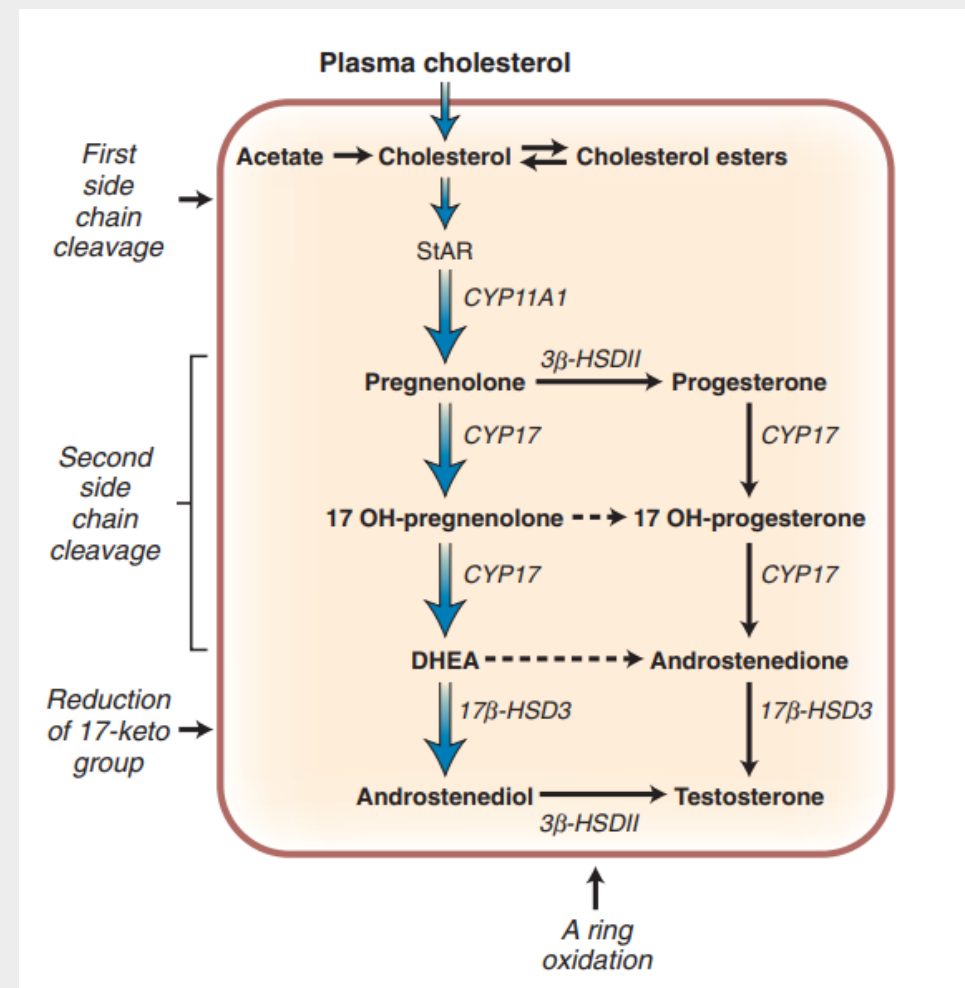 Plasma cholesterol
First
side
chain
cleavage
Acetate
Cholesterol
Cholesterol esters
StAR
CYP11A1
3β-HSDII
Pregnenolone
Progesterone
CYP17
CYP17
Second
side
chain
cleavage
17 OH-pregnenolone
17 OH-progesterone
CYP17
CYP17
DHEA
Androstenedione
Reduction
of 17-keto
group
17β-HSD3
17β-HSD3
Androstenediol
Testosterone
3β-HSDII
A ring
oxidation